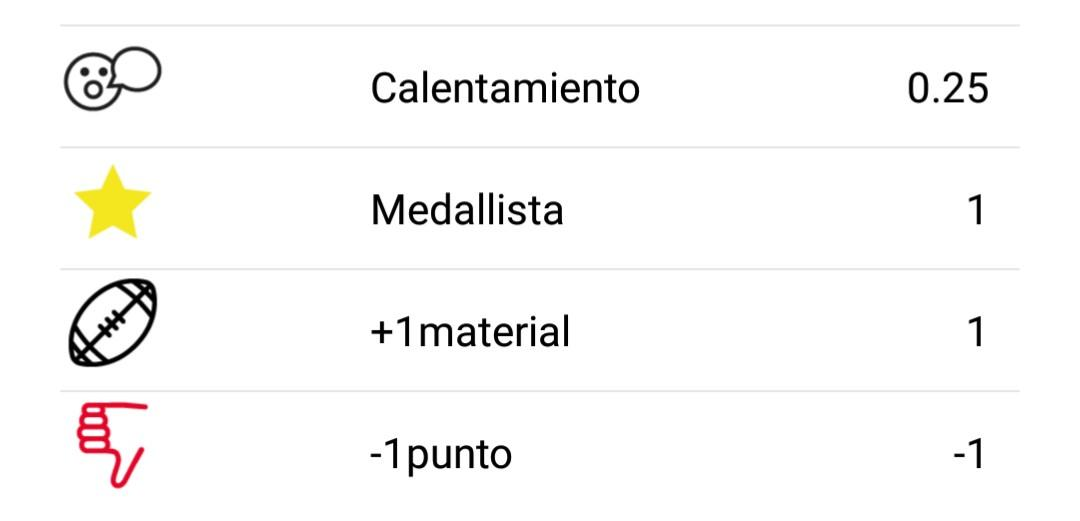 Calentamiento 0.25
Medallista 1
+1material 1
-1punto -1